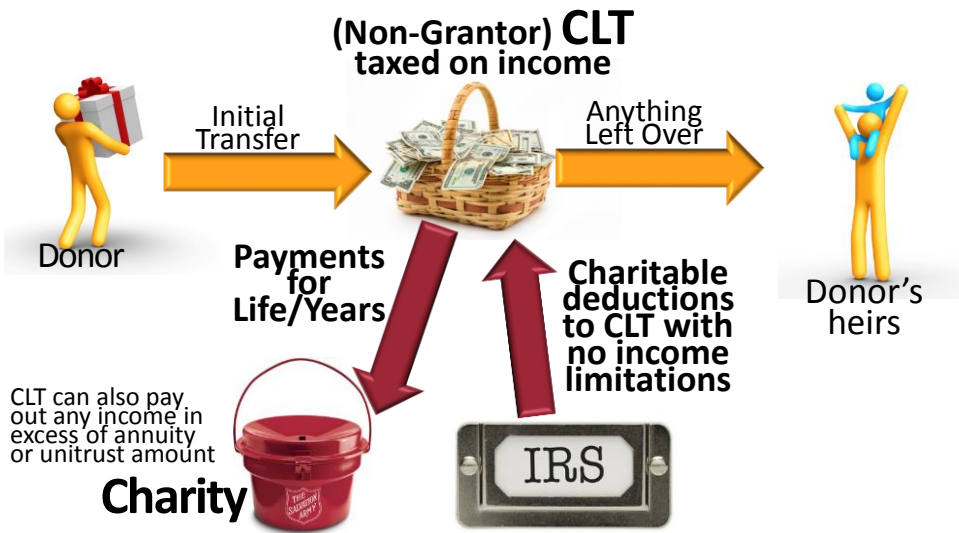 (Non-Grantor) CLT
taxed on income
Initial
Transfer
Anything
Left Over
Donor
Payments
for
Life/Years
Charitable
deductions
to CLT with
no income
limitations
Donor's
heirs
CLT can also pay
out any income in
excess of annuity
or unitrust amount
Charity
THE
SALVATION
ARMY
IRS